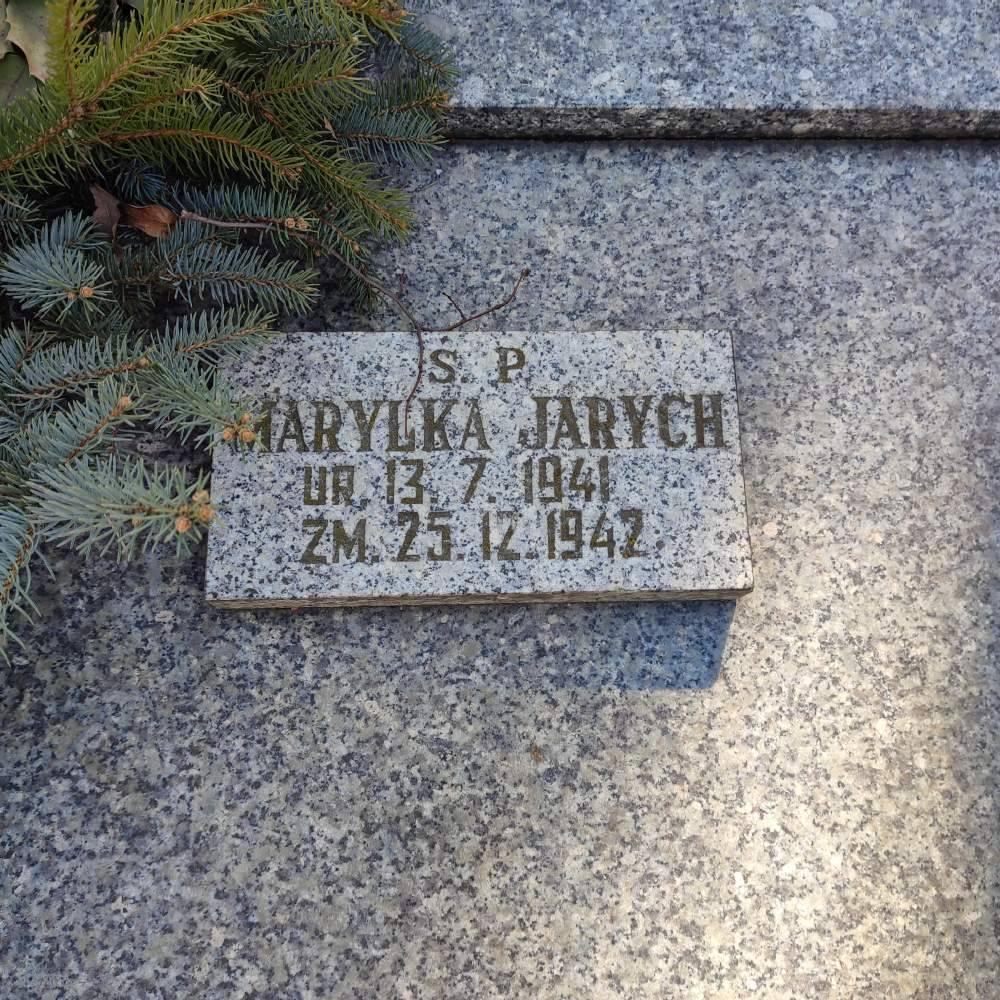 Ś. P
MARYLKA JARYCH
UR. 13. 7. 1941
ZM. 25. 12. 1942.